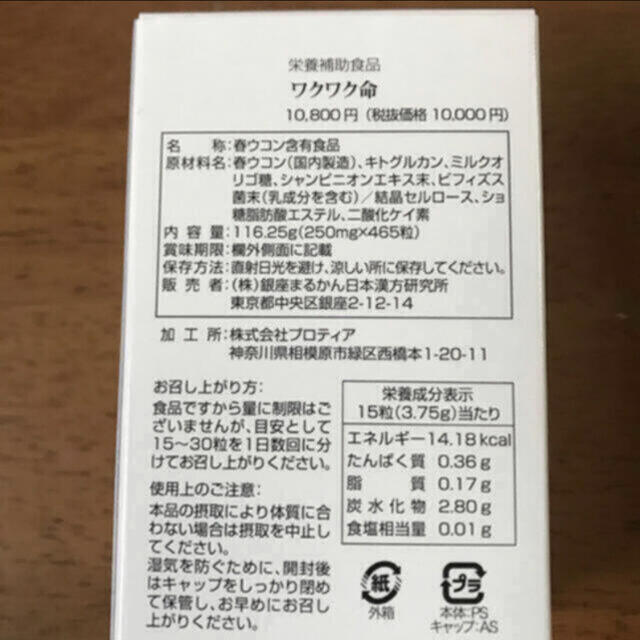 栄養補助食品
ワクワク命
10,800円（税抜価格 10,000円）
名　　称：春ウコン含有食品
原材料名：春ウコン（国内製造）、キトグルカン、ミルクオ
リゴ糖、シャンピニオンエキス末、ビフィズス
菌末（乳成分を含む）／結晶セルロース、ショ
糖脂肪酸エステル、二酸化ケイ素
内 容 量：116.25g(250mg×465粒)
賞味期限：欄外側面に記載
保存方法：直射日光を避け、涼しい所に保存してください。
販 売 者：（株）銀座まるかん日本漢方研究所
東京都中央区銀座2-12-14
加 工 所：株式会社プロティア
神奈川県相模原市緑区西橋本1-20-11
お召し上がり方：
食品ですから量に制限はござ
いませんが、目安として
15〜30粒を1日数回に分
けてお召し上がりください。
使用上のご注意：
本品の摂取により体質に合
わない場合は摂取を中止し
てください。
湿気を防ぐために、開封後
はキャップをしっかり閉め
て保管し、お早めにお召し
上がりください。
栄養成分表示
15粒(3.75g)当たり
エネルギー 14.18kcal
たんぱく質 0.36g
脂　　質 0.17g
炭水化物 2.80g
食塩相当量 0.01g
紙
外箱
プラ
本体:PS
キャップ:AS